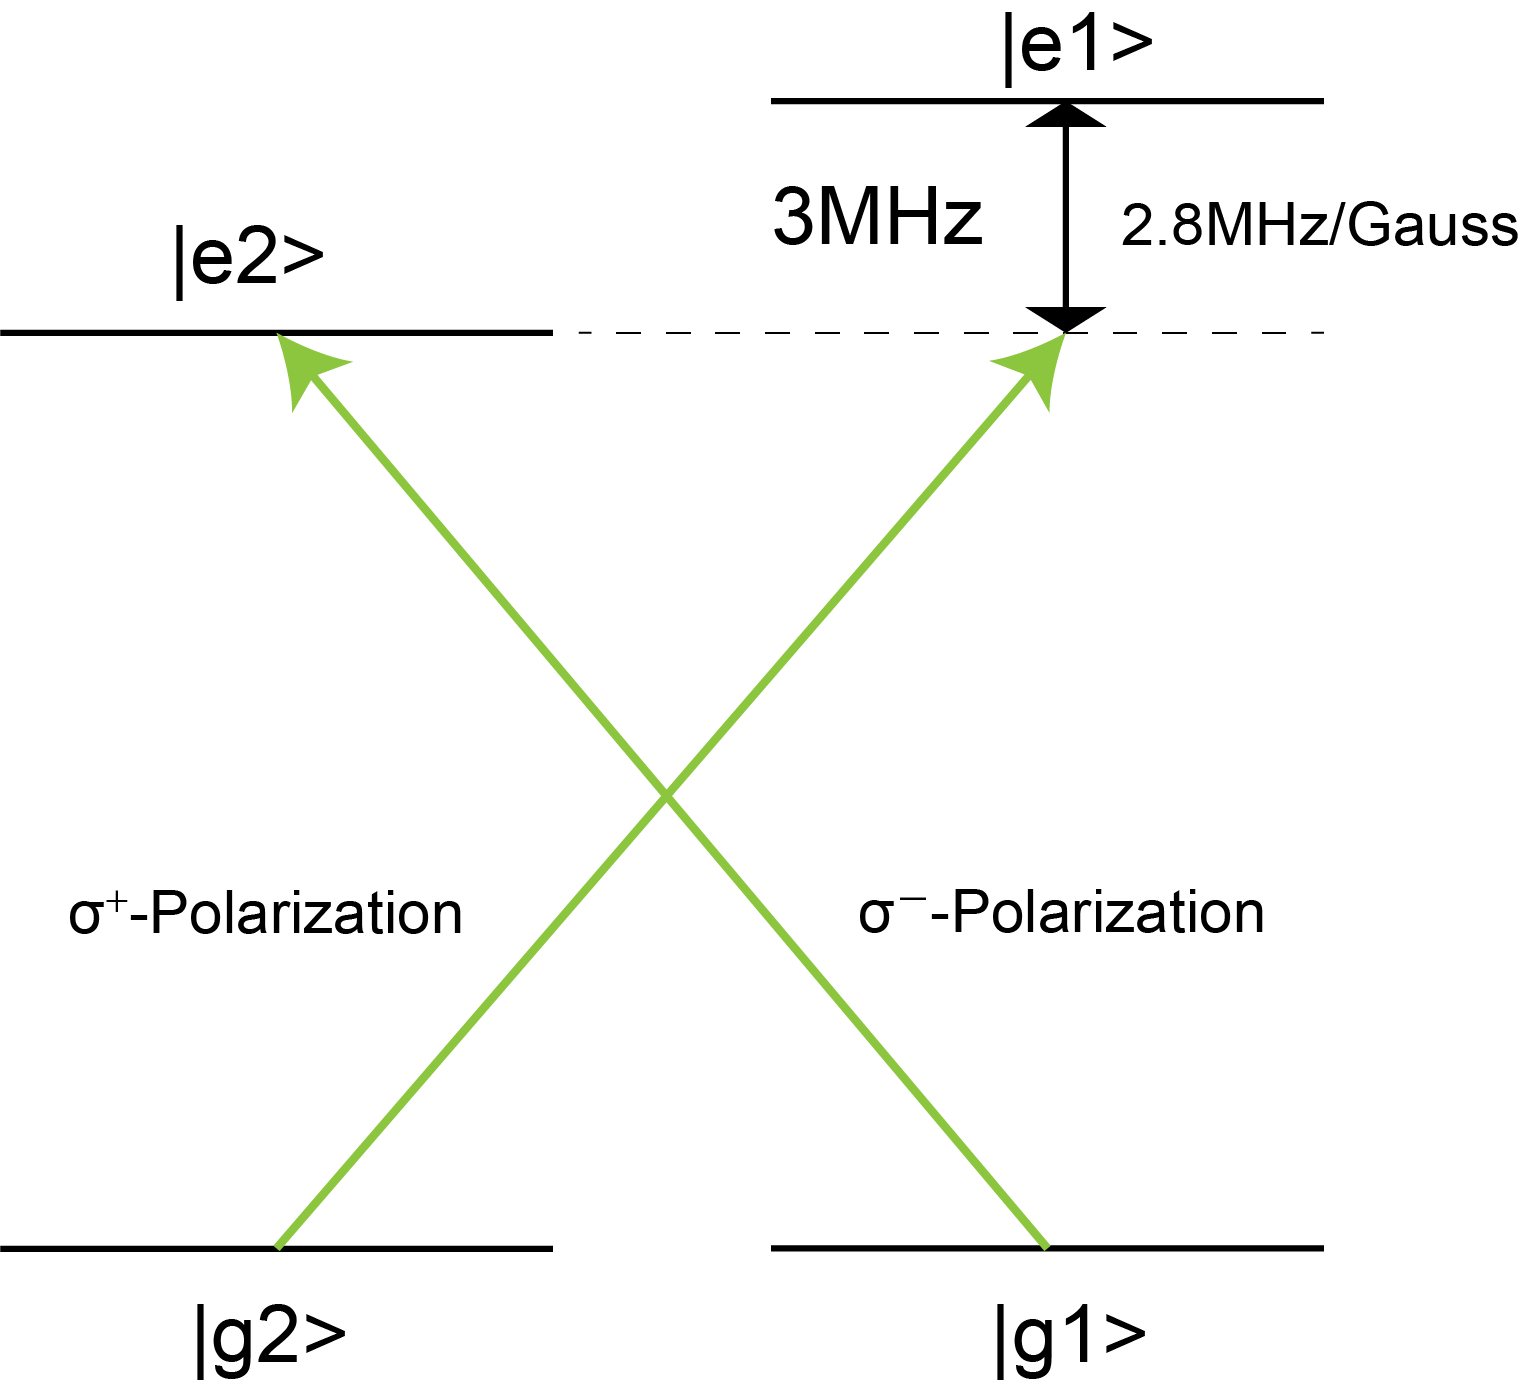 |e1>
3MHz
2.8MHz/Gauss
|e2>
σ⁺-Polarization
σ⁻-Polarization
|g2>
|g1>